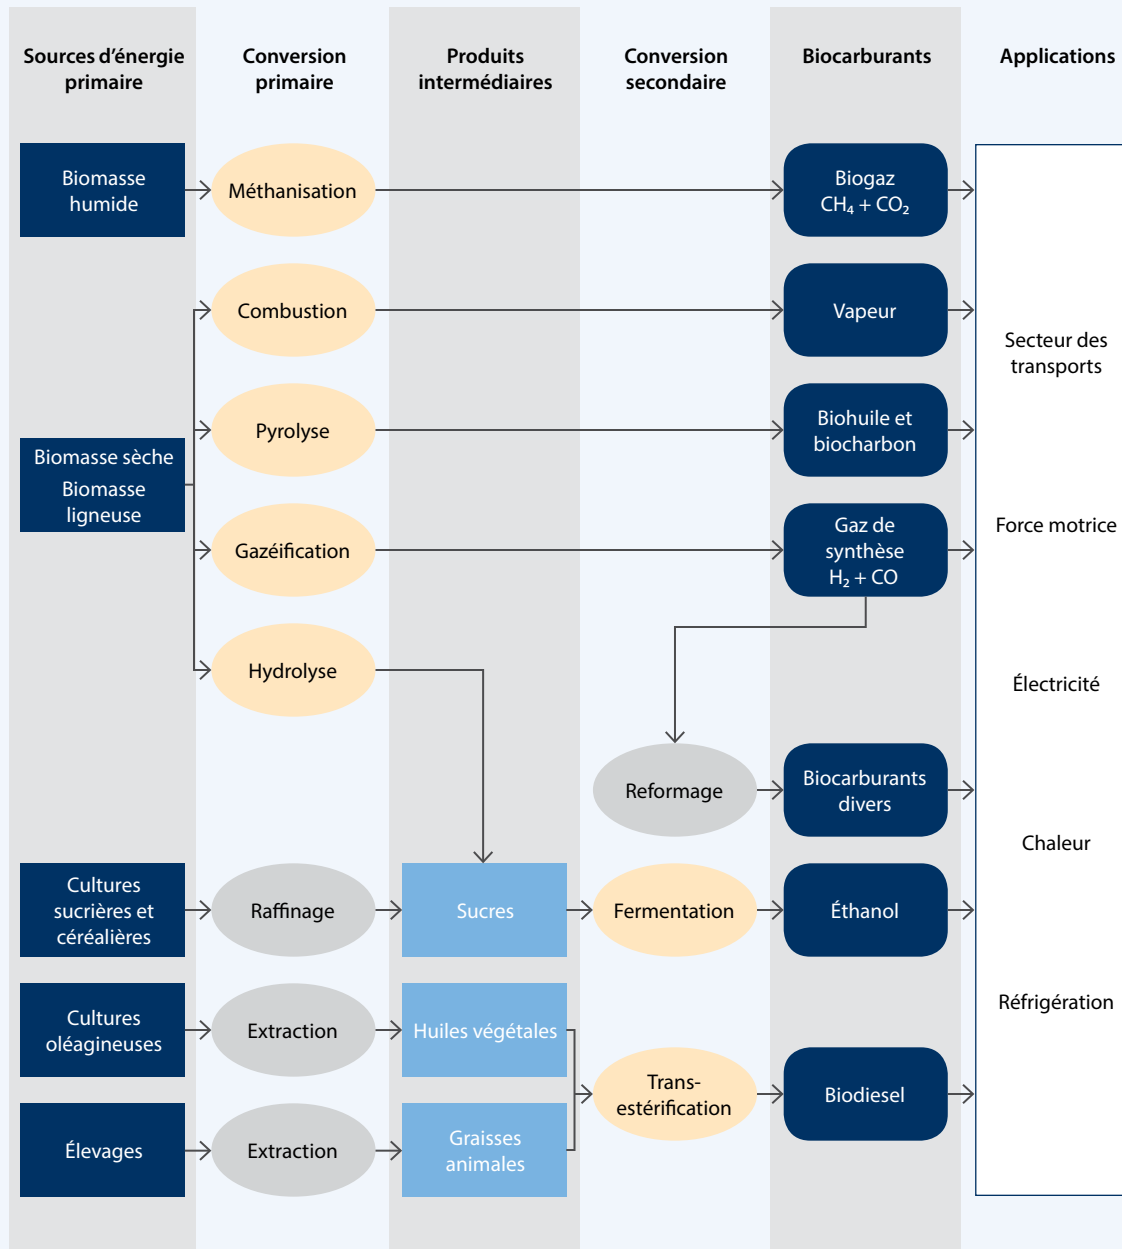 Sources d'énergie
primaire
Conversion
primaire
Produits
intermédiaires
Conversion
secondaire
Biocarburants
Applications
Biomasse
humide
Méthanisation
Biogaz
CH₄ + CO₂
Combustion
Vapeur
Secteur des
transports
Biomasse sèche
Biomasse
ligneuse
Pyrolyse
Biohuile et
biocharbon
Gazéification
Gaz de
synthèse
H₂ + CO
Force motrice
Hydrolyse
Électricité
Reformage
Biocarburants
divers
Chaleur
Cultures
sucrières et
céréalières
Raffinage
Sucres
Fermentation
Éthanol
Réfrigération
Cultures
oléagineuses
Extraction
Huiles végétales
Trans-
estérification
Biodiesel
Élevages
Extraction
Graisses
animales